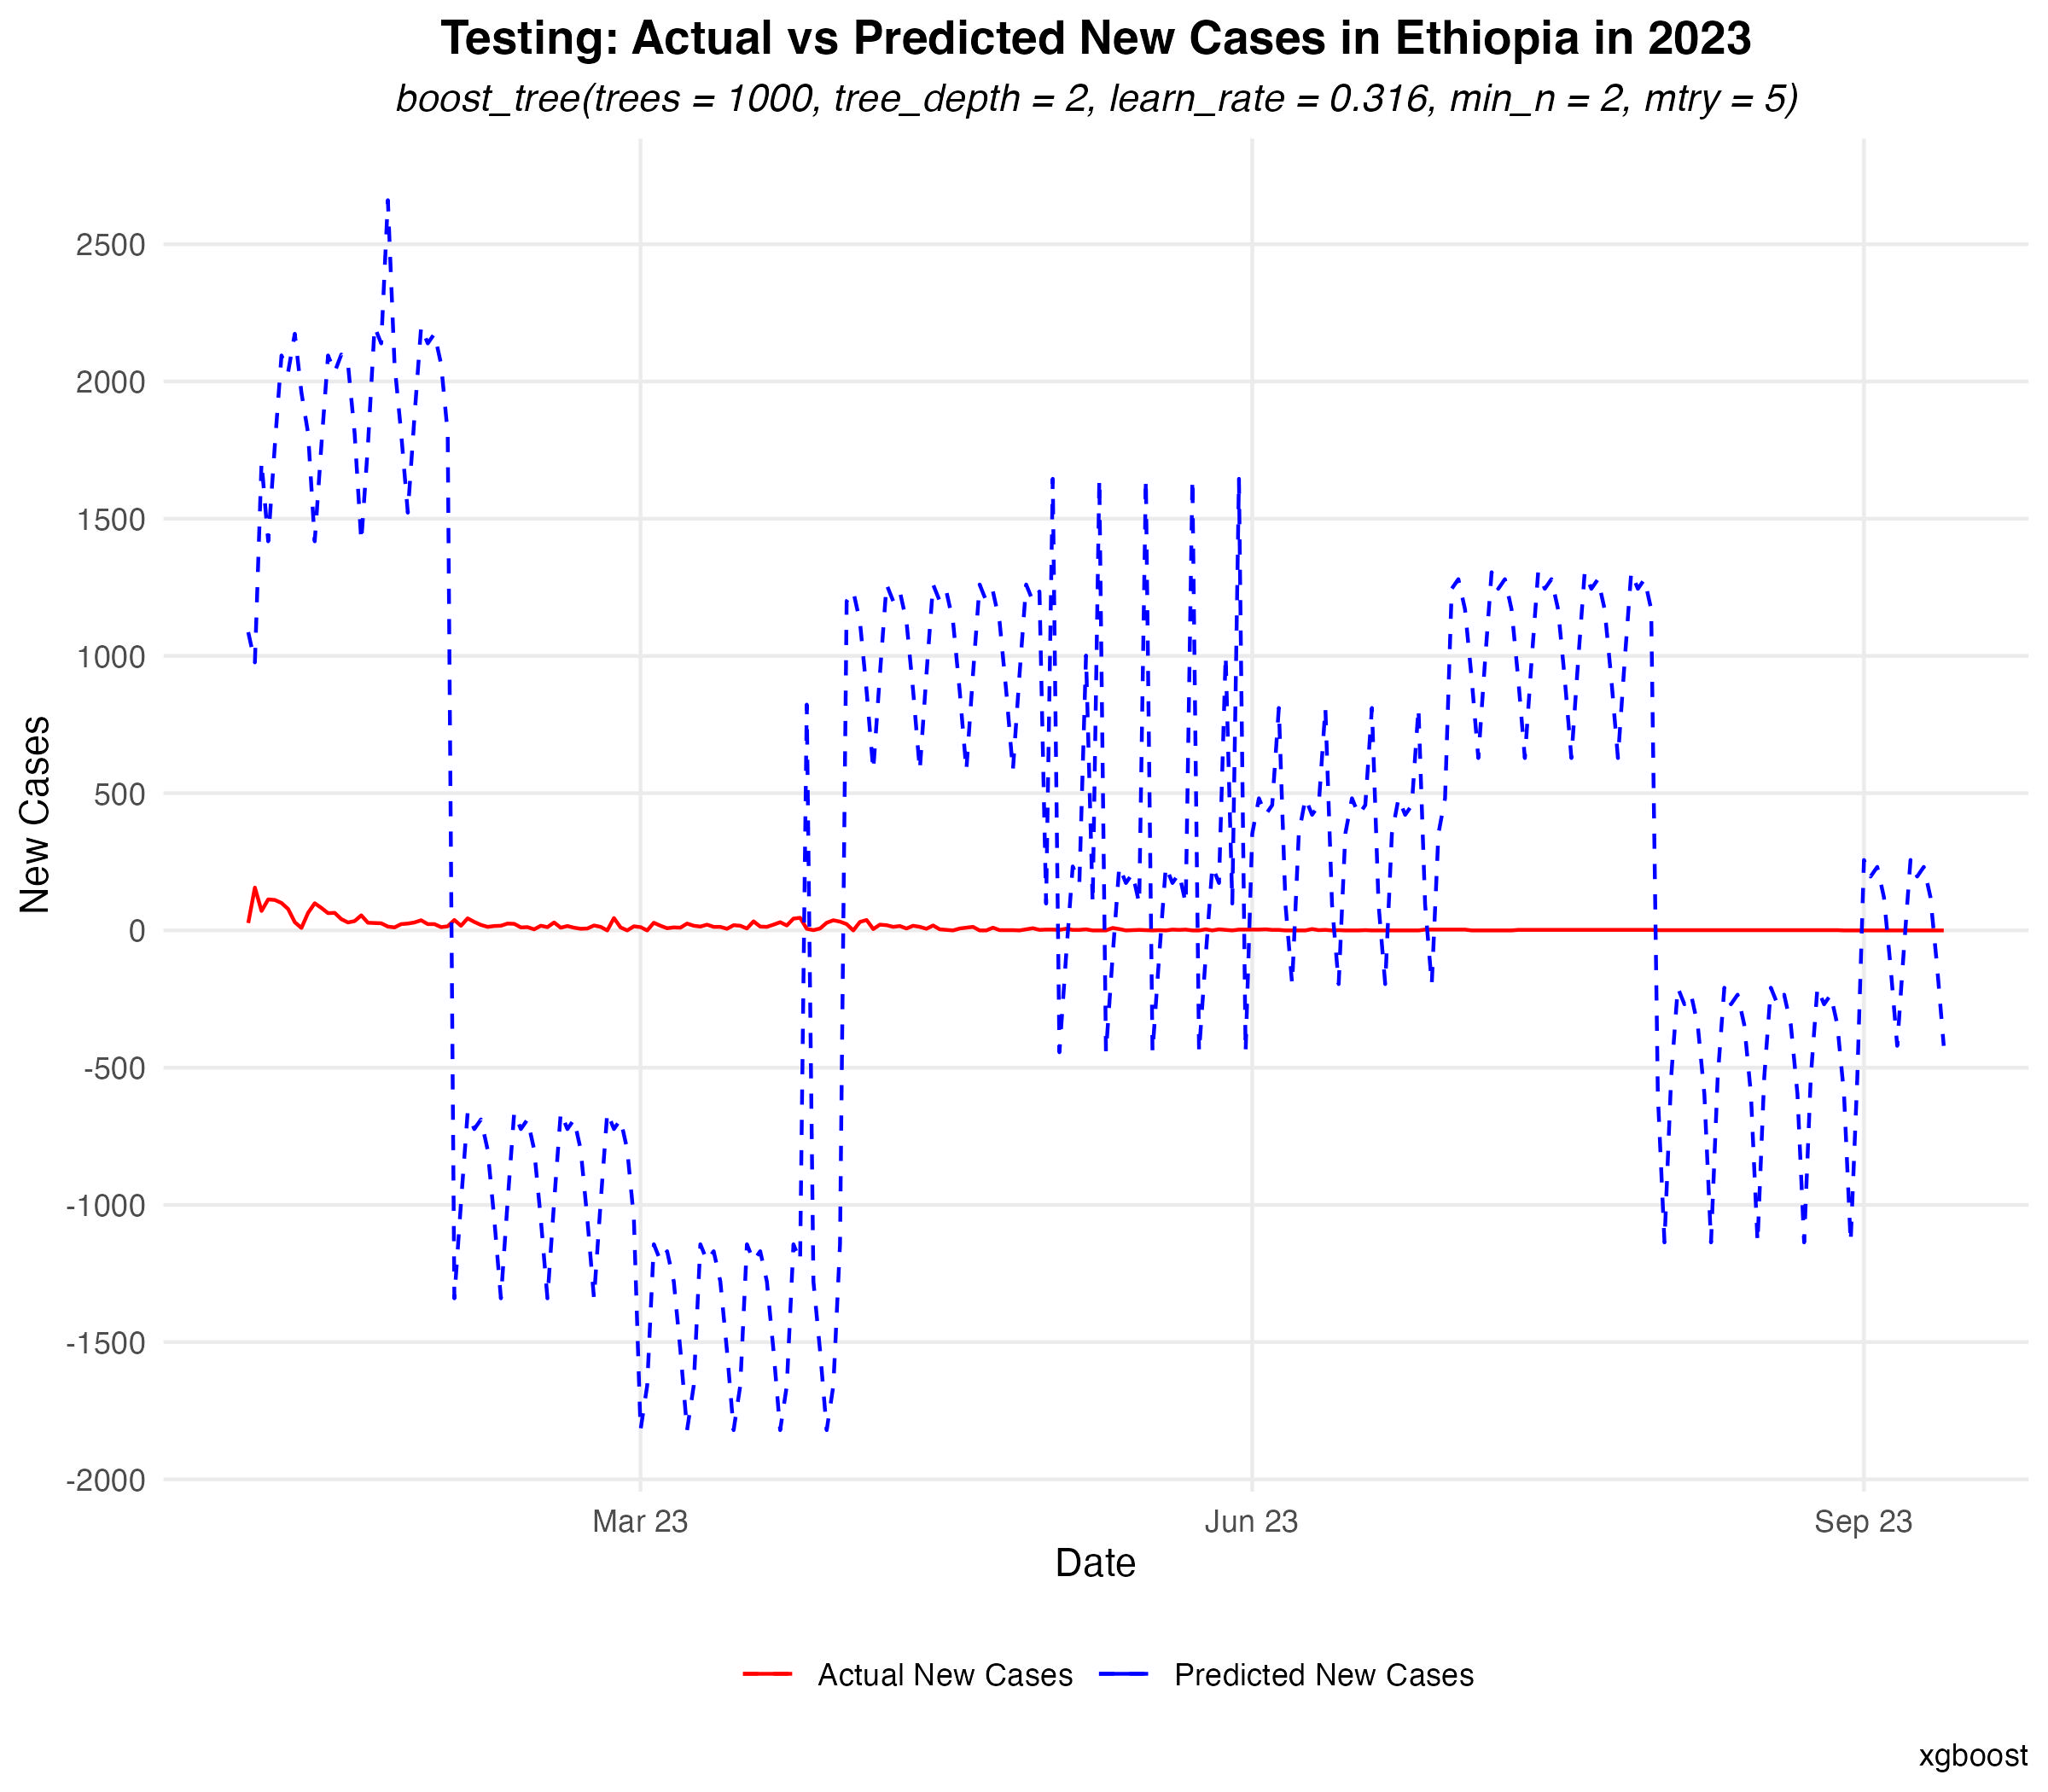 Testing: Actual vs Predicted New Cases in Ethiopia in 2023
boost_tree(trees = 1000, tree_depth = 2, learn_rate = 0.316, min_n = 2, mtry = 5)
New Cases
2500
2000
1500
1000
500
0
-500
-1000
-1500
-2000
Mar 23 Jun 23 Sep 23
Date
Actual New Cases Predicted New Cases
xgboost